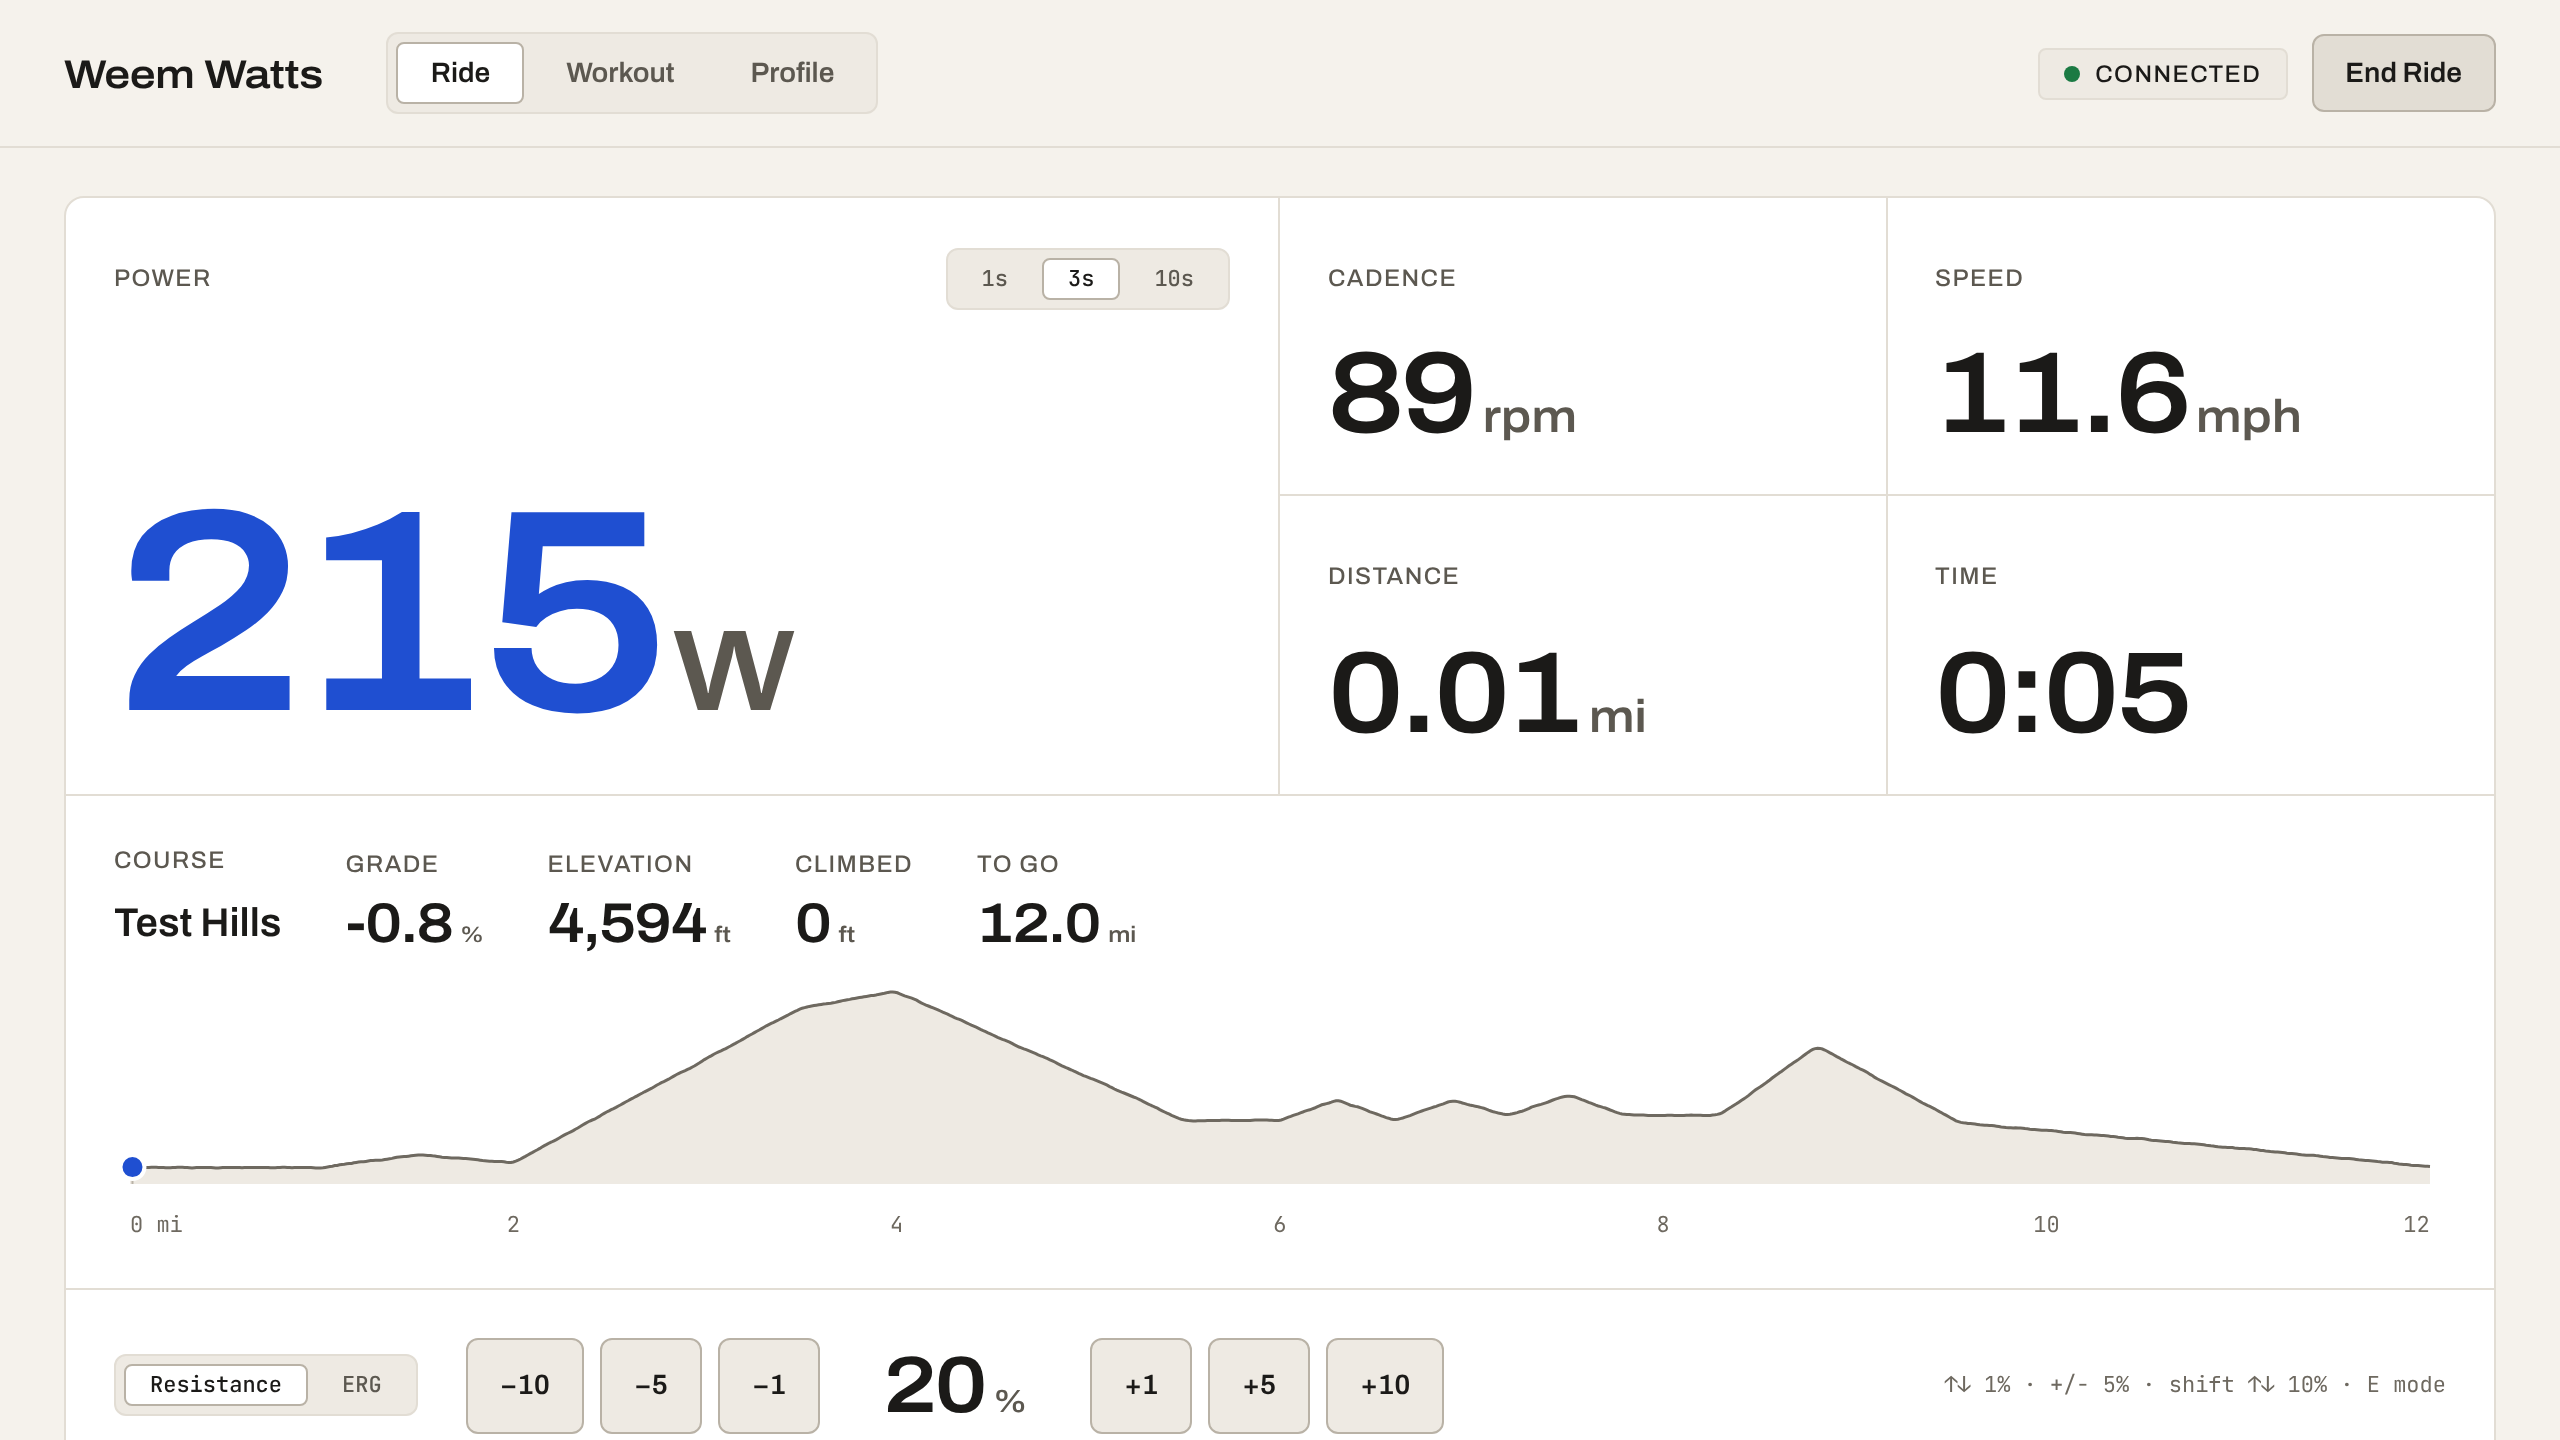 Weem Watts
Ride Workout Profile
CONNECTED
End Ride
POWER
1s 3s 10s
215 W
CADENCE
89 rpm
SPEED
11.6 mph
DISTANCE
0.01 mi
TIME
0:05
COURSE
Test Hills
GRADE
-0.8 %
ELEVATION
4,594 ft
CLIMBED
0 ft
TO GO
12.0 mi
0 mi 2 4 6 8 10 12
Resistance ERG
−10 −5 −1 20 % +1 +5 +10
↑↓ 1% · +/- 5% · shift ↑↓ 10% · E mode